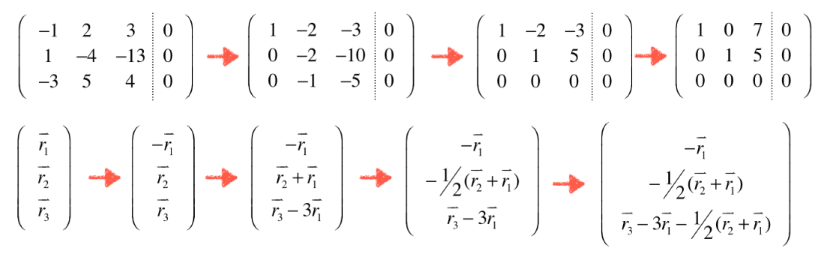 −1 2 3 0 1 −2 −3 0 1 −2 −3 0 1 0 7 0
1 −4 −13 0 0 −2 −10 0 0 1 5 0 0 1 5 0
−3 5 4 0 0 −1 −5 0 0 0 0 0 0 0 0 0
r̅₁ −r̅₁ −r̅₁ −r̅₁ −r̅₁
r̅₂ r̅₂ r̅₂ + r̅₁ −1/2(r̅₂ + r̅₁) −1/2(r̅₂ + r̅₁)
r̅₃ r̅₃ r̅₃ − 3r̅₁ r̅₃ − 3r̅₁ r̅₃ − 3r̅₁ − 1/2(r̅₂ + r̅₁)